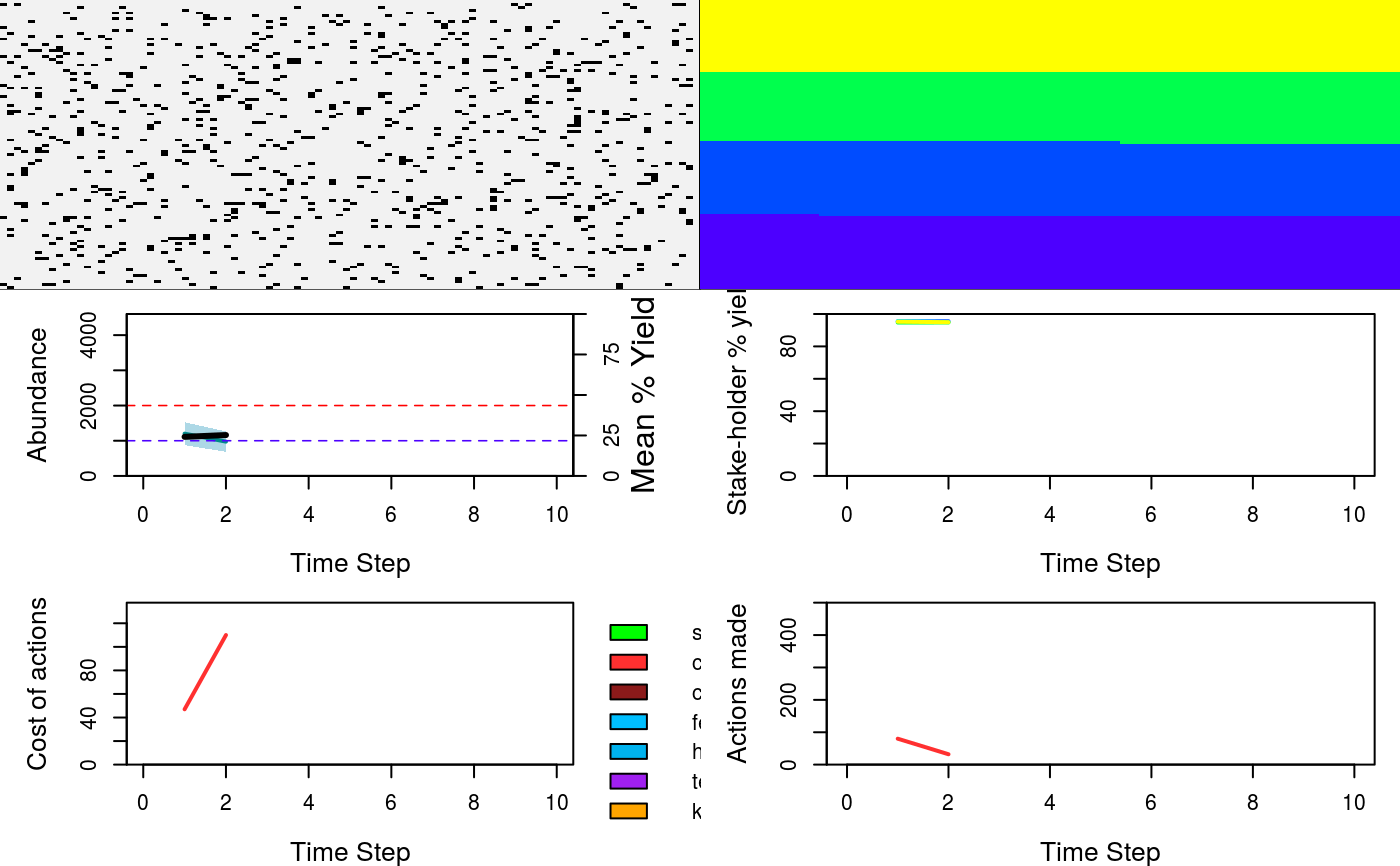 Abundance
0 2000 4000
0 25 75
Mean % Yield
0 2 4 6 8 10
Time Step
Stake-holder % yiel
0 40 80
0 2 4 6 8 10
Time Step
Cost of actions
0 40 80
0 2 4 6 8 10
Time Step
s
c
c
fe
h
te
k
Actions made
0 200 400
0 2 4 6 8 10
Time Step